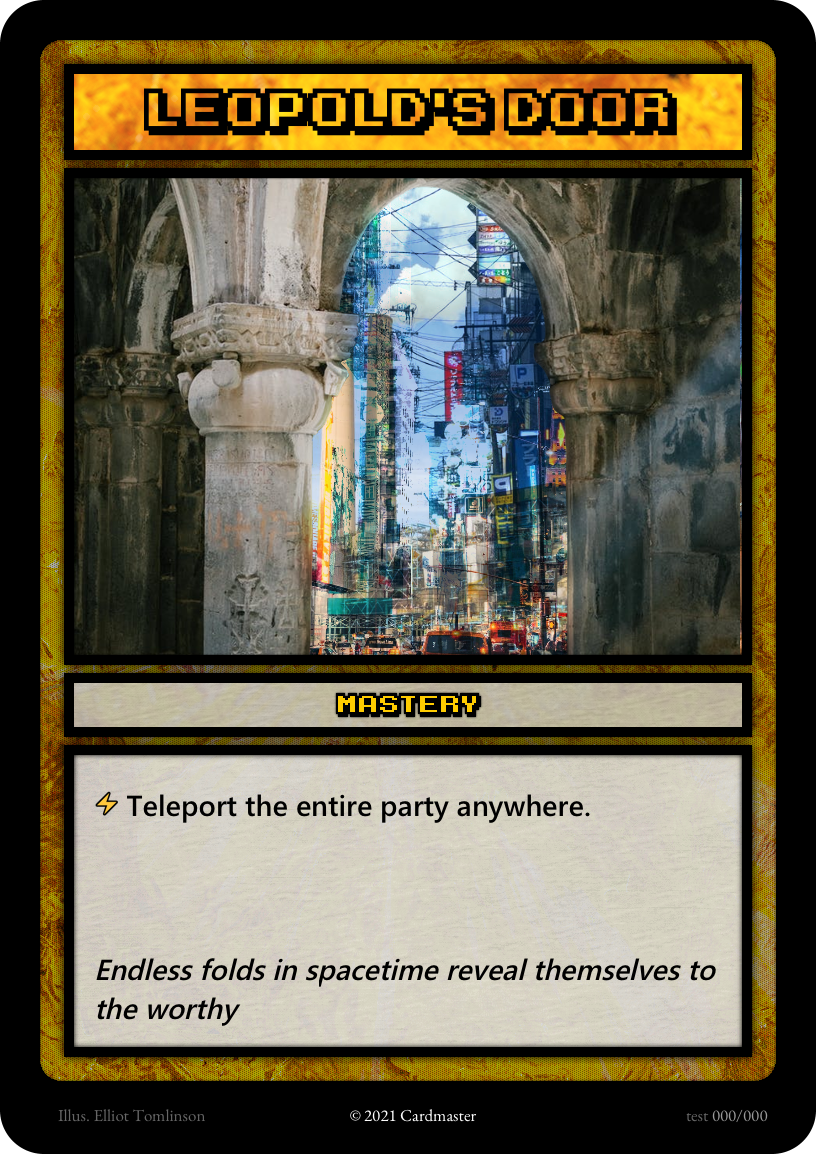 LEOPOLD'S DOOR
P
P
MASTERY
⚡ Teleport the entire party anywhere.
Endless folds in spacetime reveal themselves to
the worthy
Illus. Elliot Tomlinson
© 2021 Cardmaster
test 000/000